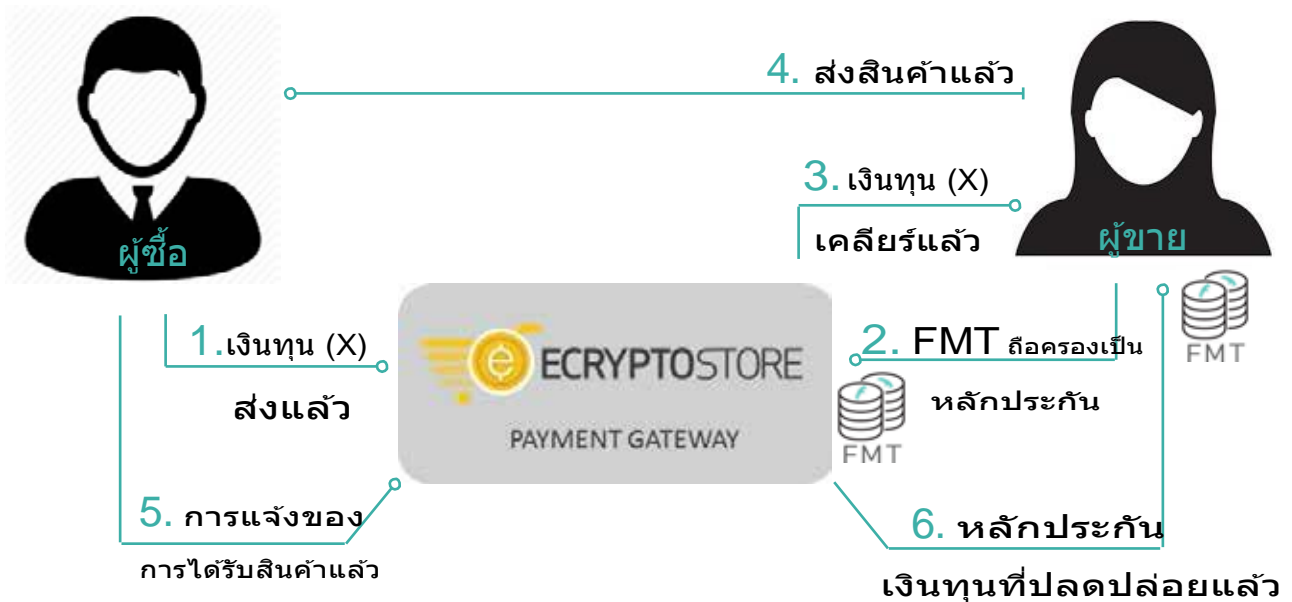 4. ส่งสินค้าแล้ว
3. เงินทุน (X)
เคลียร์แล้ว
ผู้ซื้อ
ผู้ขาย
1.เงินทุน (X)
ส่งแล้ว
ECRYPTOSTORE
PAYMENT GATEWAY
2. FMT ถือครองเป็น
หลักประกัน
FMT
FMT
5. การแจ้งของ
การได้รับสินค้าแล้ว
6. หลักประกัน
เงินทุนที่ปลดปล่อยแล้ว